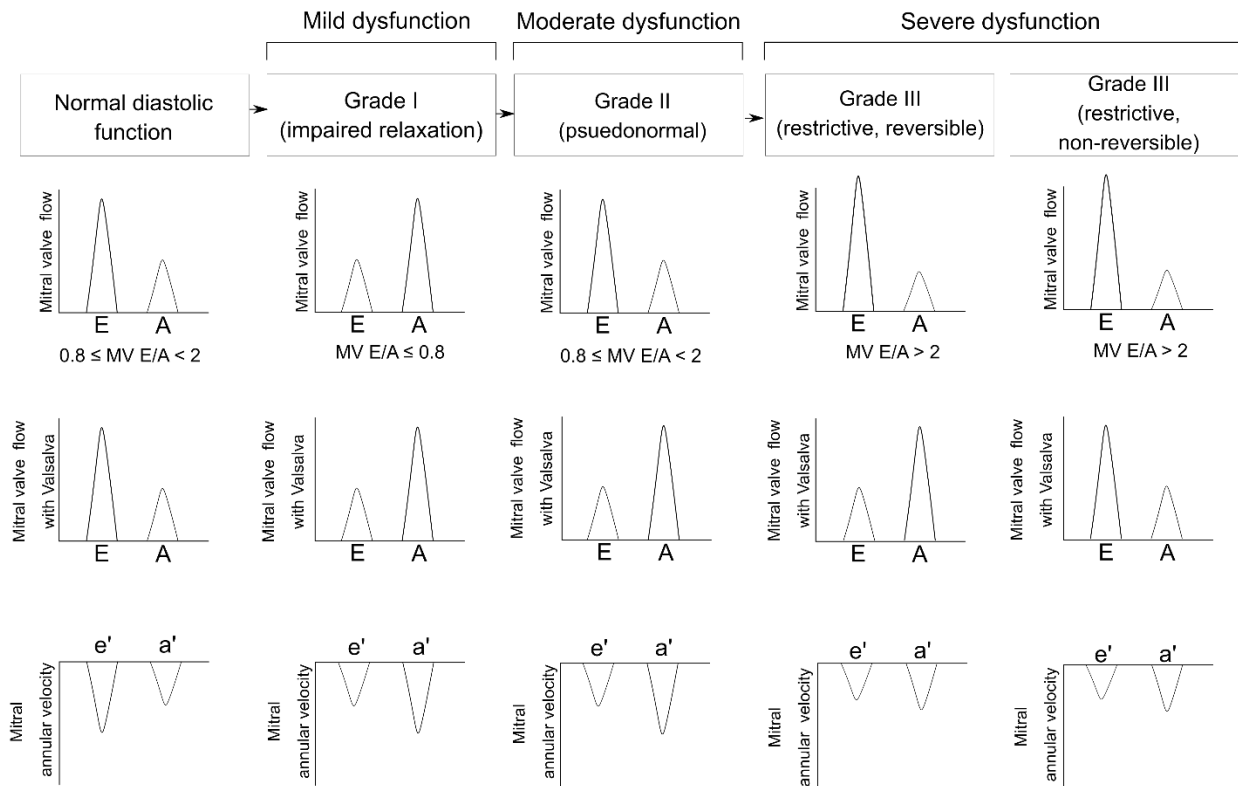 Mild dysfunction
Moderate dysfunction
Severe dysfunction
Normal diastolic
function
Grade I
(impaired relaxation)
Grade II
(psuedonormal)
Grade III
(restrictive, reversible)
Grade III
(restrictive,
non-reversible)
Mitral valve flow
E A
0.8 ≤ MV E/A < 2
Mitral valve flow
E A
MV E/A ≤ 0.8
Mitral valve flow
E A
0.8 ≤ MV E/A < 2
Mitral valve flow
E A
MV E/A > 2
Mitral valve flow
E A
MV E/A > 2
Mitral valve flow
with Valsalva
E A
Mitral valve flow
with Valsalva
E A
Mitral valve flow
with Valsalva
E A
Mitral valve flow
with Valsalva
E A
Mitral valve flow
with Valsalva
E A
Mitral
annular velocity
e' a'
Mitral
annular velocity
e' a'
Mitral
annular velocity
e' a'
Mitral
annular velocity
e' a'
Mitral
annular velocity
e' a'